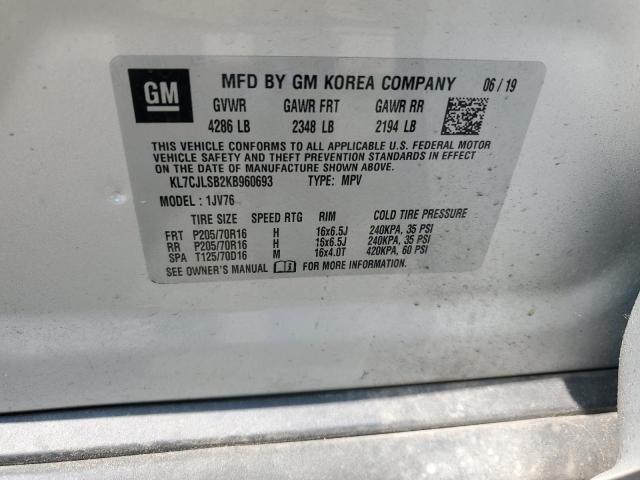 GM MFD BY GM KOREA COMPANY 06/19
GVWR GAWR FRT GAWR RR
4286 LB 2348 LB 2194 LB
THIS VEHICLE CONFORMS TO ALL APPLICABLE U.S. FEDERAL MOTOR
VEHICLE SAFETY AND THEFT PREVENTION STANDARDS IN EFFECT
ON THE DATE OF MANUFACTURE SHOWN ABOVE.
KL7CJLSB2KB960693 TYPE: MPV
MODEL: 1JV76
TIRE SIZE SPEED RTG RIM COLD TIRE PRESSURE
FRT P205/70R16 H 16x6.5J 240KPA, 35 PSI
RR P205/70R16 H 16x6.5J 240KPA, 35 PSI
SPA T125/70D16 M 16x4.0T 420KPA, 60 PSI
SEE OWNER'S MANUAL FOR MORE INFORMATION.